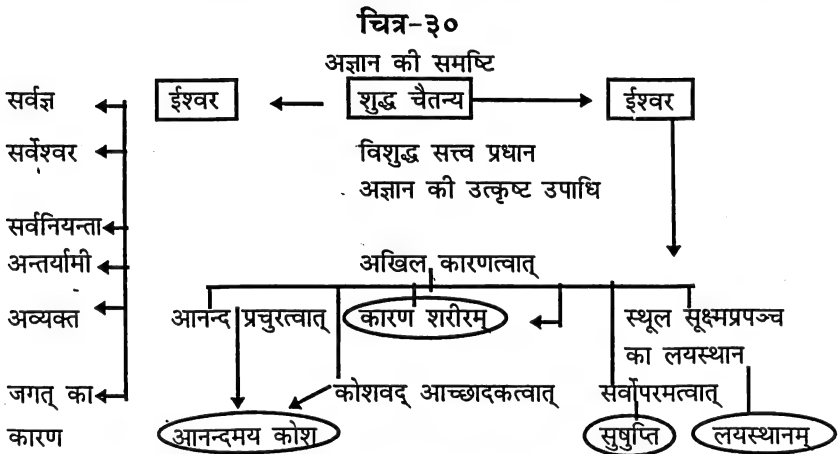 चित्र-३०
अज्ञान की समष्टि
सर्वज्ञ ईश्वर शुद्ध चैतन्य ईश्वर
सर्वेश्वर विशुद्ध सत्त्व प्रधान
अज्ञान की उत्कृष्ट उपाधि
सर्वनियन्ता
अन्तर्यामी अखिल कारणत्वात्
अव्यक्त आनन्द प्रचुरत्वात् कारण शरीरम् स्थूल सूक्ष्मप्रपञ्च
का लयस्थान
जगत् का कोशवद् आच्छादकत्वात् सर्वोपरमत्वात्
कारण आनन्दमय कोश सुषुप्ति लयस्थानम्